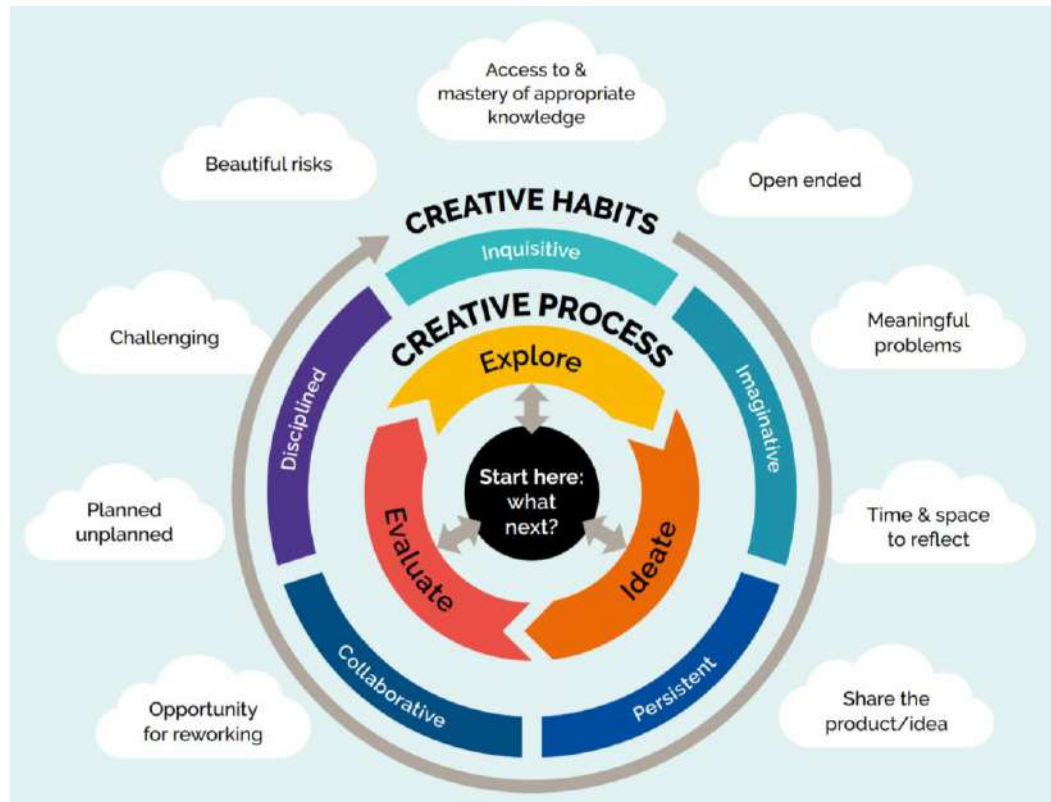 Access to &
mastery of appropriate
knowledge
Beautiful risks
Open ended
CREATIVE HABITS
Inquisitive
CREATIVE PROCESS
Explore
Challenging
Meaningful
problems
Disciplined
Imaginative
Start here:
what
next?
Planned
unplanned
Time & space
to reflect
Evaluate
Ideate
Collaborative
Persistent
Opportunity
for reworking
Share the
product/idea